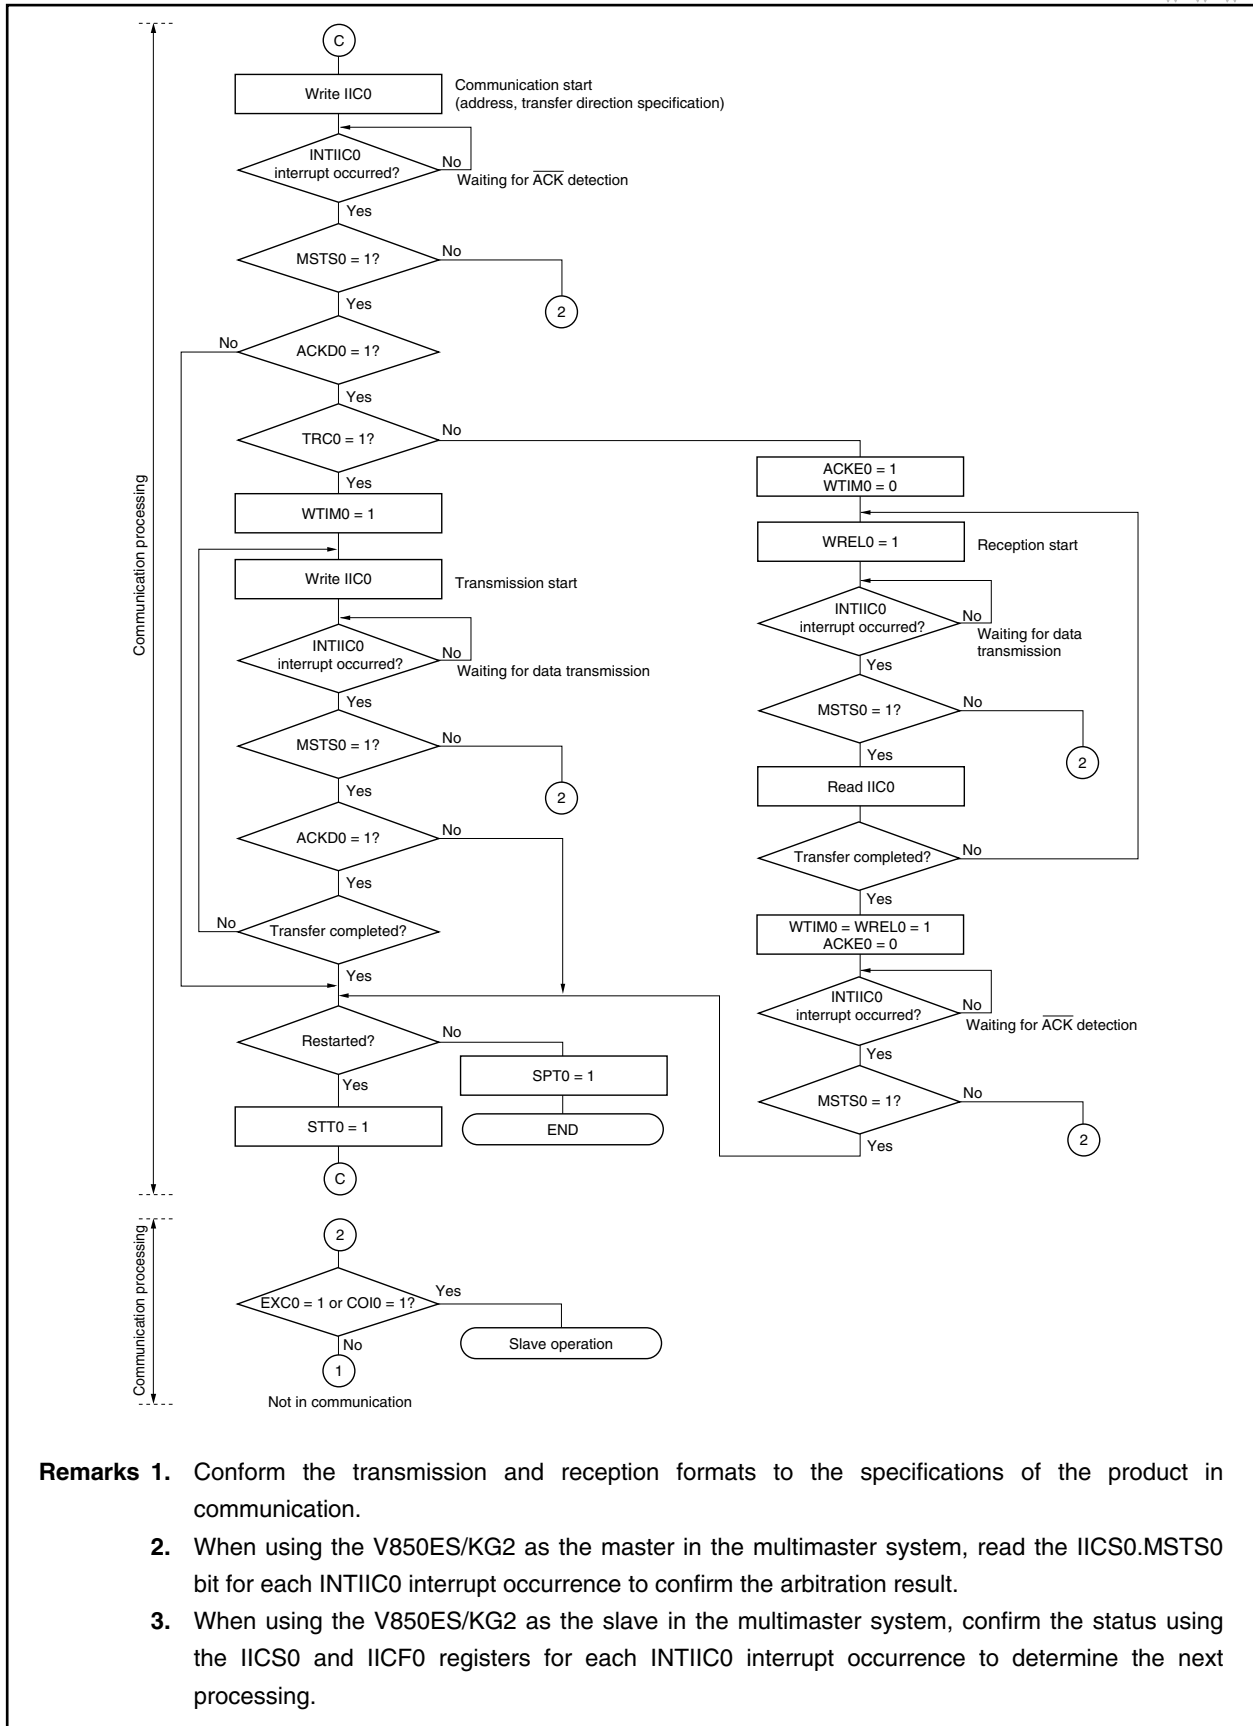 C
Write IIC0
Communication start
(address, transfer direction specification)
INTIIC0
interrupt occurred?
No
Waiting for ACK detection
Yes
MSTS0 = 1?
No
2
Yes
ACKD0 = 1?
No
Yes
TRC0 = 1?
No
Yes
WTIM0 = 1
Write IIC0
Transmission start
INTIIC0
interrupt occurred?
No
Waiting for data transmission
Yes
MSTS0 = 1?
No
2
Yes
ACKD0 = 1?
No
Yes
Transfer completed?
No
Yes
Restarted?
No
SPT0 = 1
END
Yes
STT0 = 1
C
Communication processing
ACKE0 = 1
WTIM0 = 0
WREL0 = 1
Reception start
INTIIC0
interrupt occurred?
No
Waiting for data
transmission
Yes
MSTS0 = 1?
No
2
Yes
Read IIC0
Transfer completed?
No
Yes
WTIM0 = WREL0 = 1
ACKE0 = 0
INTIIC0
interrupt occurred?
No
Waiting for ACK detection
Yes
MSTS0 = 1?
No
2
Yes
Communication processing
2
EXC0 = 1 or COI0 = 1?
Yes
Slave operation
No
1
Not in communication
Remarks 1. Conform the transmission and reception formats to the specifications of the product in
communication.
2. When using the V850ES/KG2 as the master in the multimaster system, read the IICS0.MSTS0
bit for each INTIIC0 interrupt occurrence to confirm the arbitration result.
3. When using the V850ES/KG2 as the slave in the multimaster system, confirm the status using
the IICS0 and IICF0 registers for each INTIIC0 interrupt occurrence to determine the next
processing.